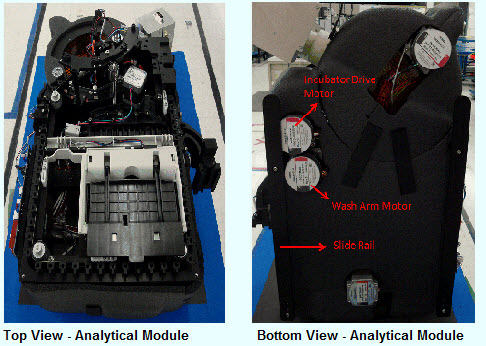 Incubator Drive
Motor
Wash Arm Motor
Slide Rail
Top View - Analytical Module
Bottom View - Analytical Module